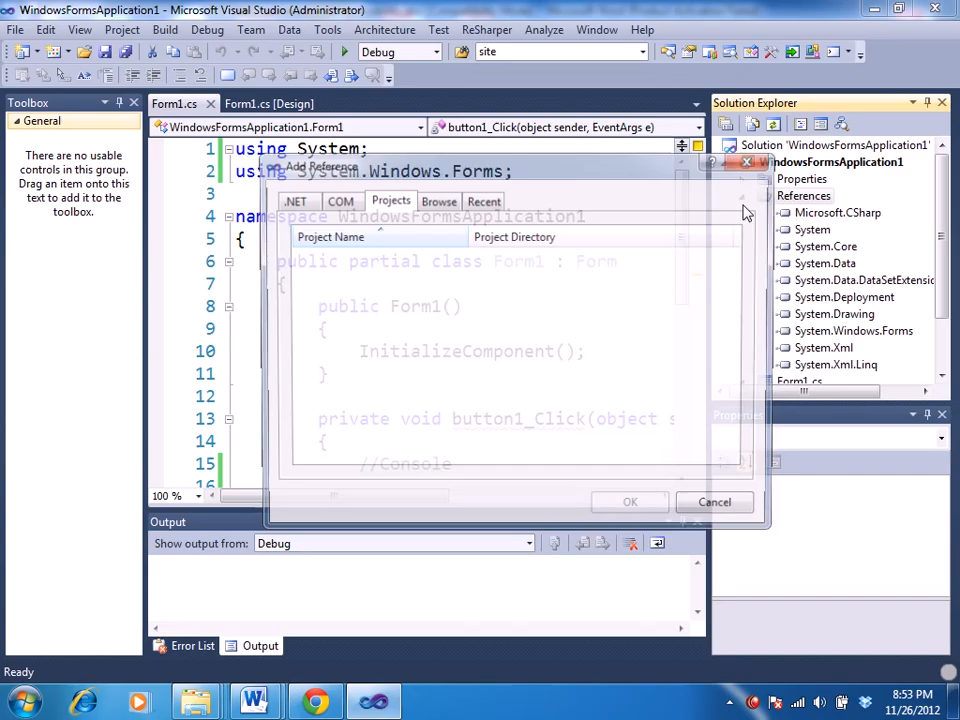 WindowsFormsApplication1 - Microsoft Visual Studio (Administrator)
File Edit View Project Build Debug Team Data Tools Architecture Test ReSharper Analyze Window Help
Debug site
Toolbox
General
There are no usable
controls in this group.
Drag an item onto this
text to add it to the
toolbox.
Form1.cs Form1.cs [Design]
WindowsFormsApplication1.Form1 button1_Click(object sender, EventArgs e)
1 using System;
2 using System.Windows.Forms;
3
4 namespace WindowsFormsApplication1
5 {
6 public partial class Form1 : Form
7 {
8 public Form1()
9 {
10 InitializeComponent();
11 }
12
13 private void button1_Click(object s
14 {
15 //Console
16
100 %
Add Reference
.NET COM Projects Browse Recent
Project Name Project Directory
OK Cancel
Output
Show output from: Debug
Error List Output
Solution Explorer
Solution 'WindowsFormsApplication1'
ndowsFormsApplication1
Properties
References
Microsoft.CSharp
System
System.Core
System.Data
System.Data.DataSetExtensio
System.Deployment
System.Drawing
System.Windows.Forms
System.Xml
System.Xml.Linq
Form1.cs
Properties
Ready
8:53 PM
11/26/2012